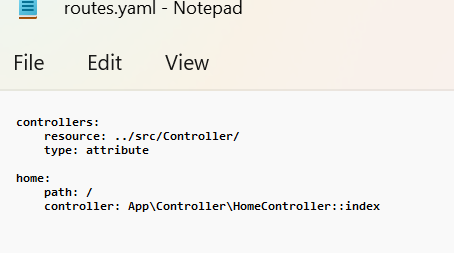 routes.yaml - Notepad
File Edit View
controllers:
    resource: ../src/Controller/
    type: attribute
home:
    path: /
    controller: App\Controller\HomeController::index